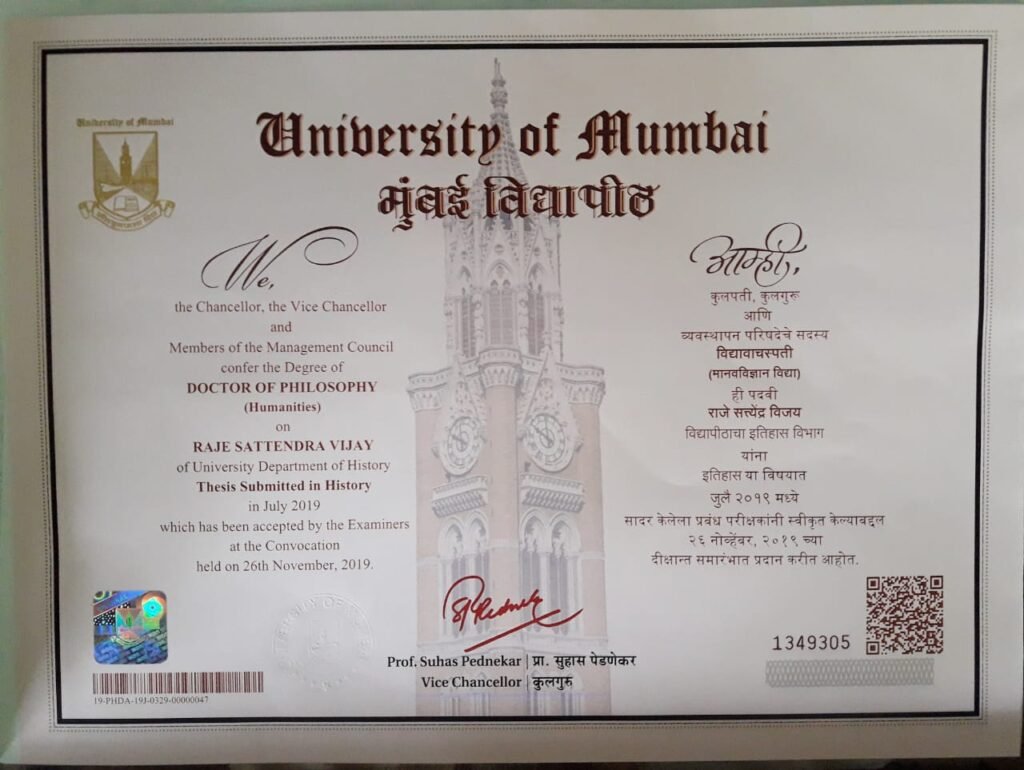 University of Mumbai
University of Mumbai
मुंबई विद्यापीठ
We,
the Chancellor, the Vice Chancellor
and
Members of the Management Council
confer the Degree of
DOCTOR OF PHILOSOPHY
(Humanities)
on
RAJE SATTENDRA VIJAY
of University Department of History
Thesis Submitted in History
in July 2019
which has been accepted by the Examiners
at the Convocation
held on 26th November, 2019.
आम्ही,
कुलपती, कुलगुरू
आणि
व्यवस्थापन परिषदेचे सदस्य
विद्यावाचस्पती
(मानवविज्ञान विद्या)
ही पदवी
राजे सत्त्येंद्र विजय
विद्यापीठाचा इतिहास विभाग
यांना
इतिहास या विषयात
जुलै २०१९ मध्ये
सादर केलेला प्रबंध परीक्षकांनी स्वीकृत केल्याबद्दल
२६ नोव्हेंबर, २०१९ च्या
दीक्षान्त समारंभात प्रदान करीत आहोत.
Prof. Suhas Pednekar | प्रा. सुहास पेडणेकर
Vice Chancellor | कुलगुरु
19-PHDA-19J-0329-00000047
1349305